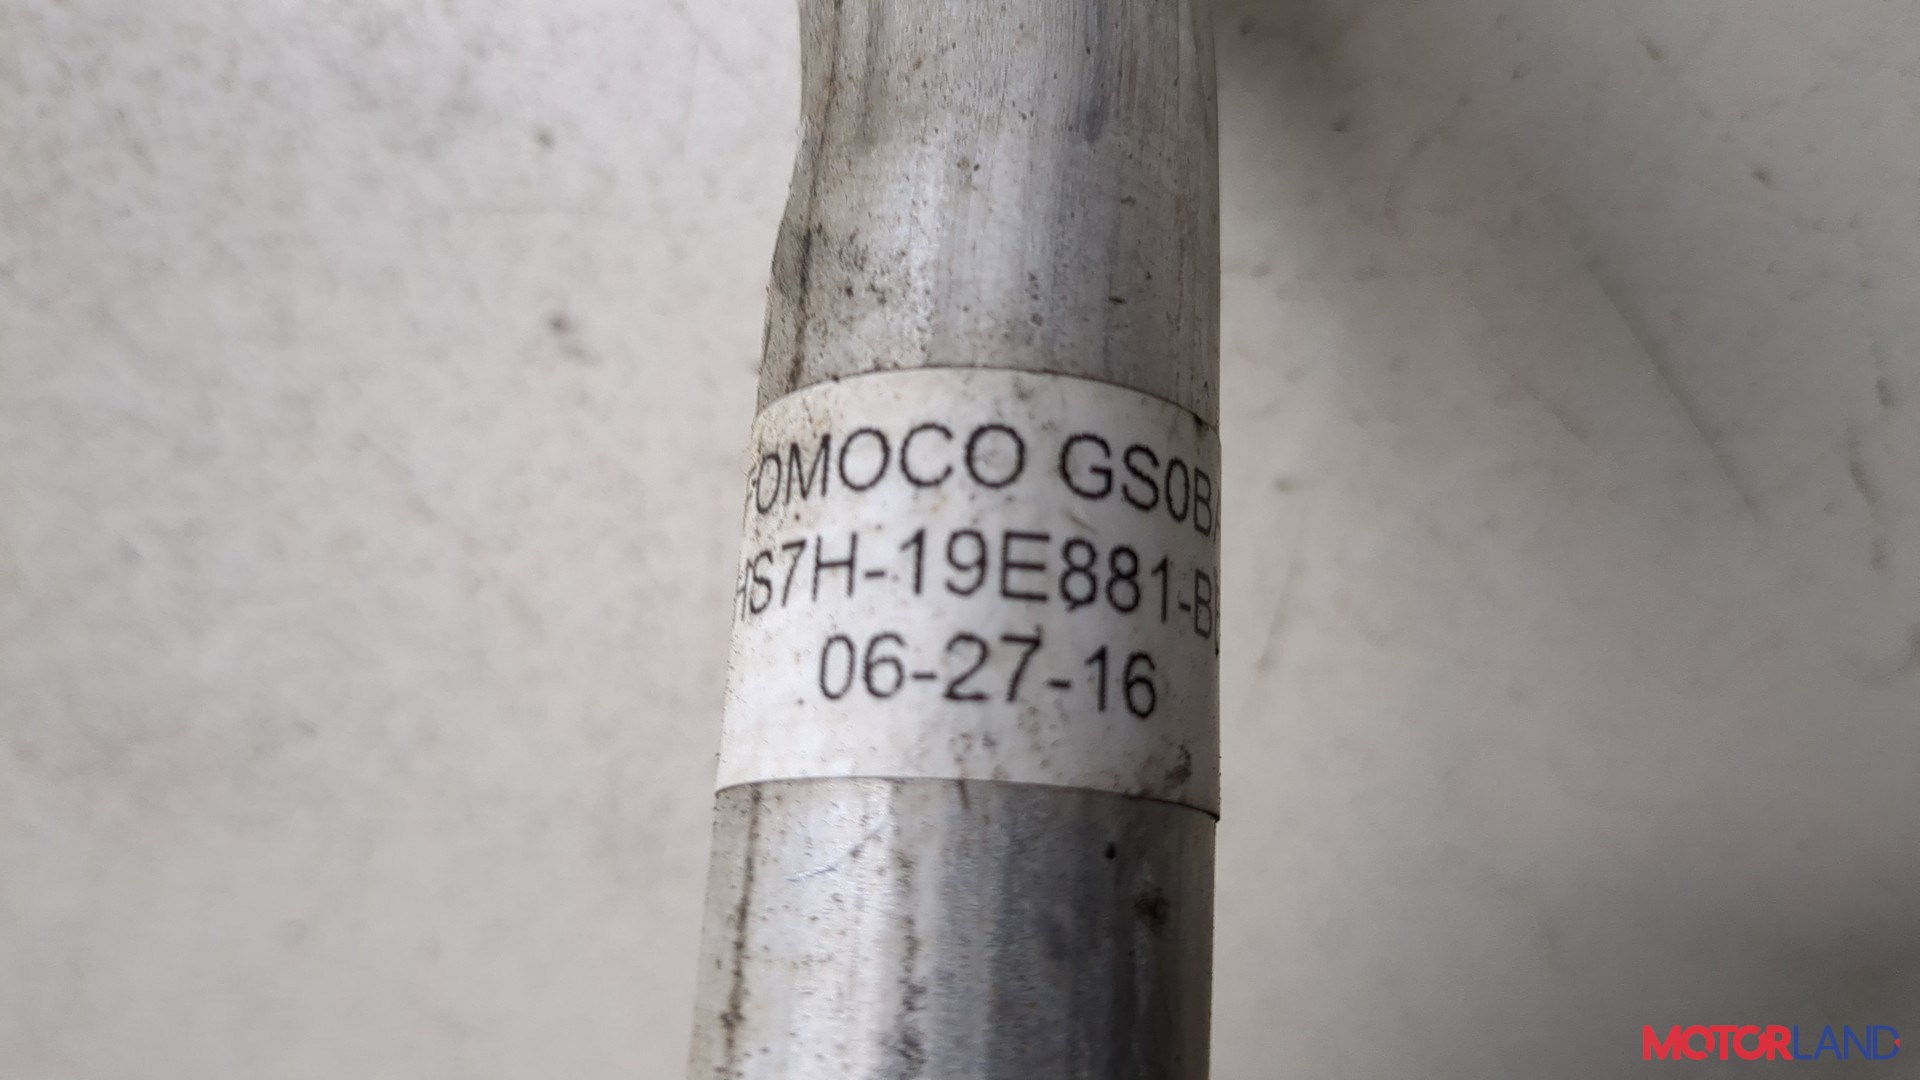 FOMOCO GS0BA
HS7H-19E881-B
06-27-16
MOTORLAND